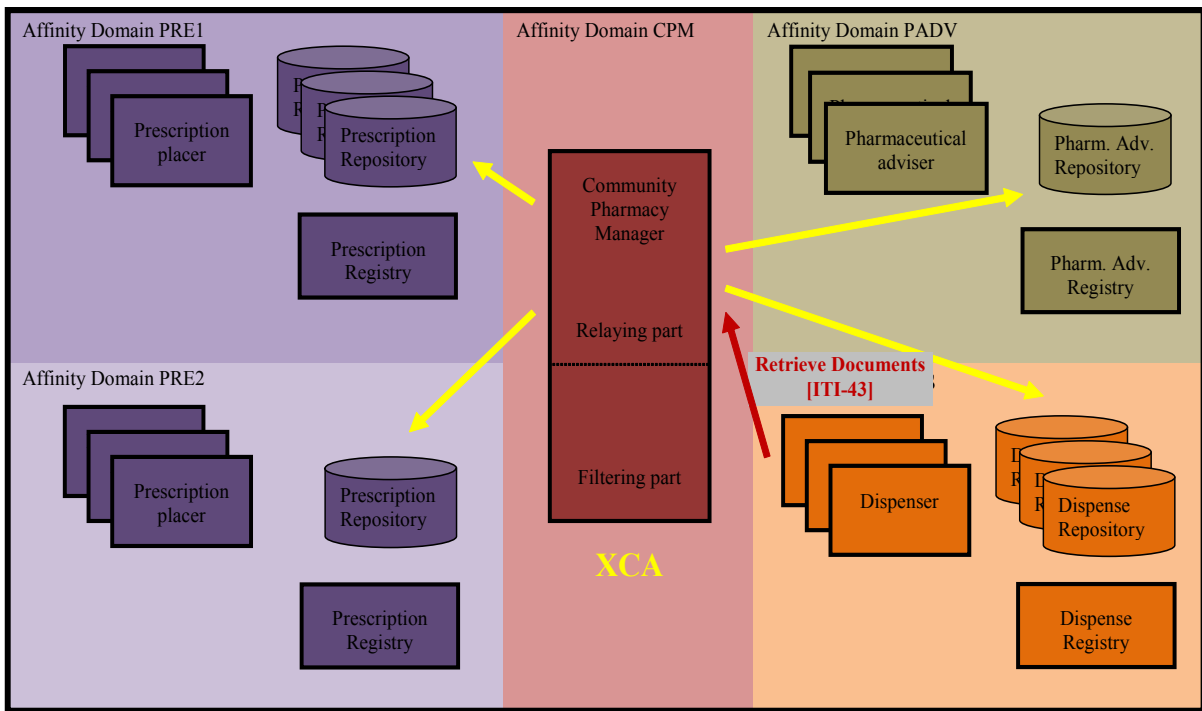 Affinity Domain PRE1
Prescription
placer
P
R
P
R
Prescription
Repository
Prescription
Registry
Affinity Domain CPM
Community
Pharmacy
Manager
Relaying part
Filtering part
XCA
Affinity Domain PADV
Pharmaceutical
adviser
Pharm. Adv.
Repository
Pharm. Adv.
Registry
Affinity Domain PRE2
Prescription
placer
Prescription
Repository
Prescription
Registry
Retrieve Documents
[ITI-43]
Dispenser
D
R
D
R
Dispense
Repository
Dispense
Registry